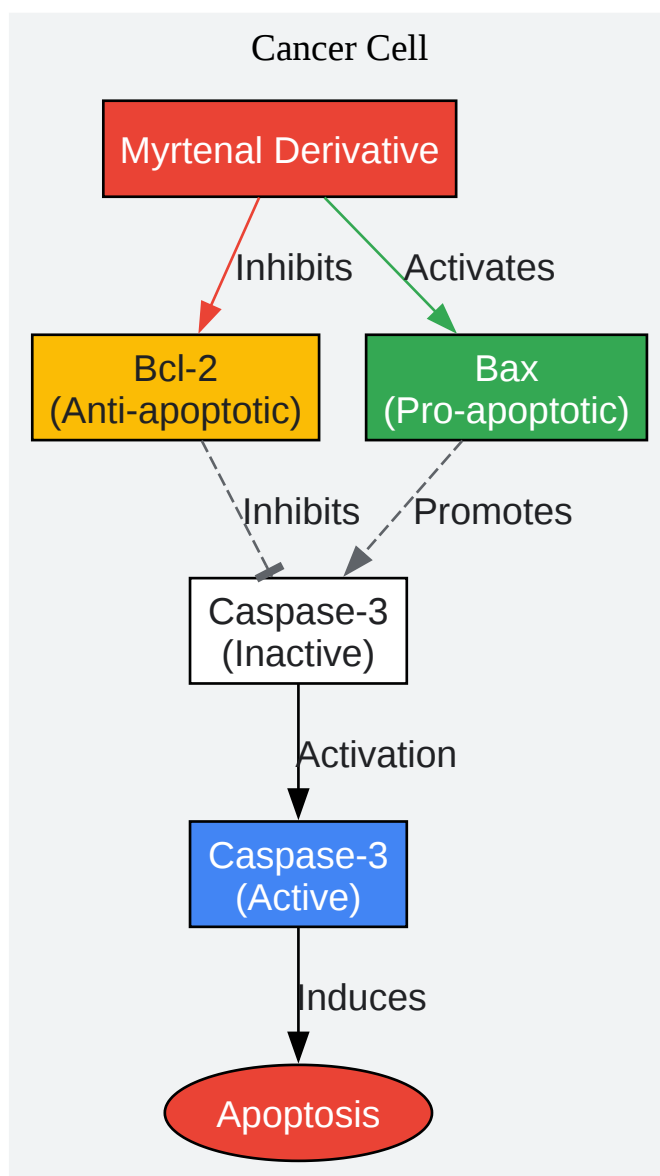 Cancer Cell
Myrtenal Derivative
Inhibits
Activates
Bcl-2
(Anti-apoptotic)
Bax
(Pro-apoptotic)
Inhibits
Promotes
Caspase-3
(Inactive)
Activation
Caspase-3
(Active)
Induces
Apoptosis